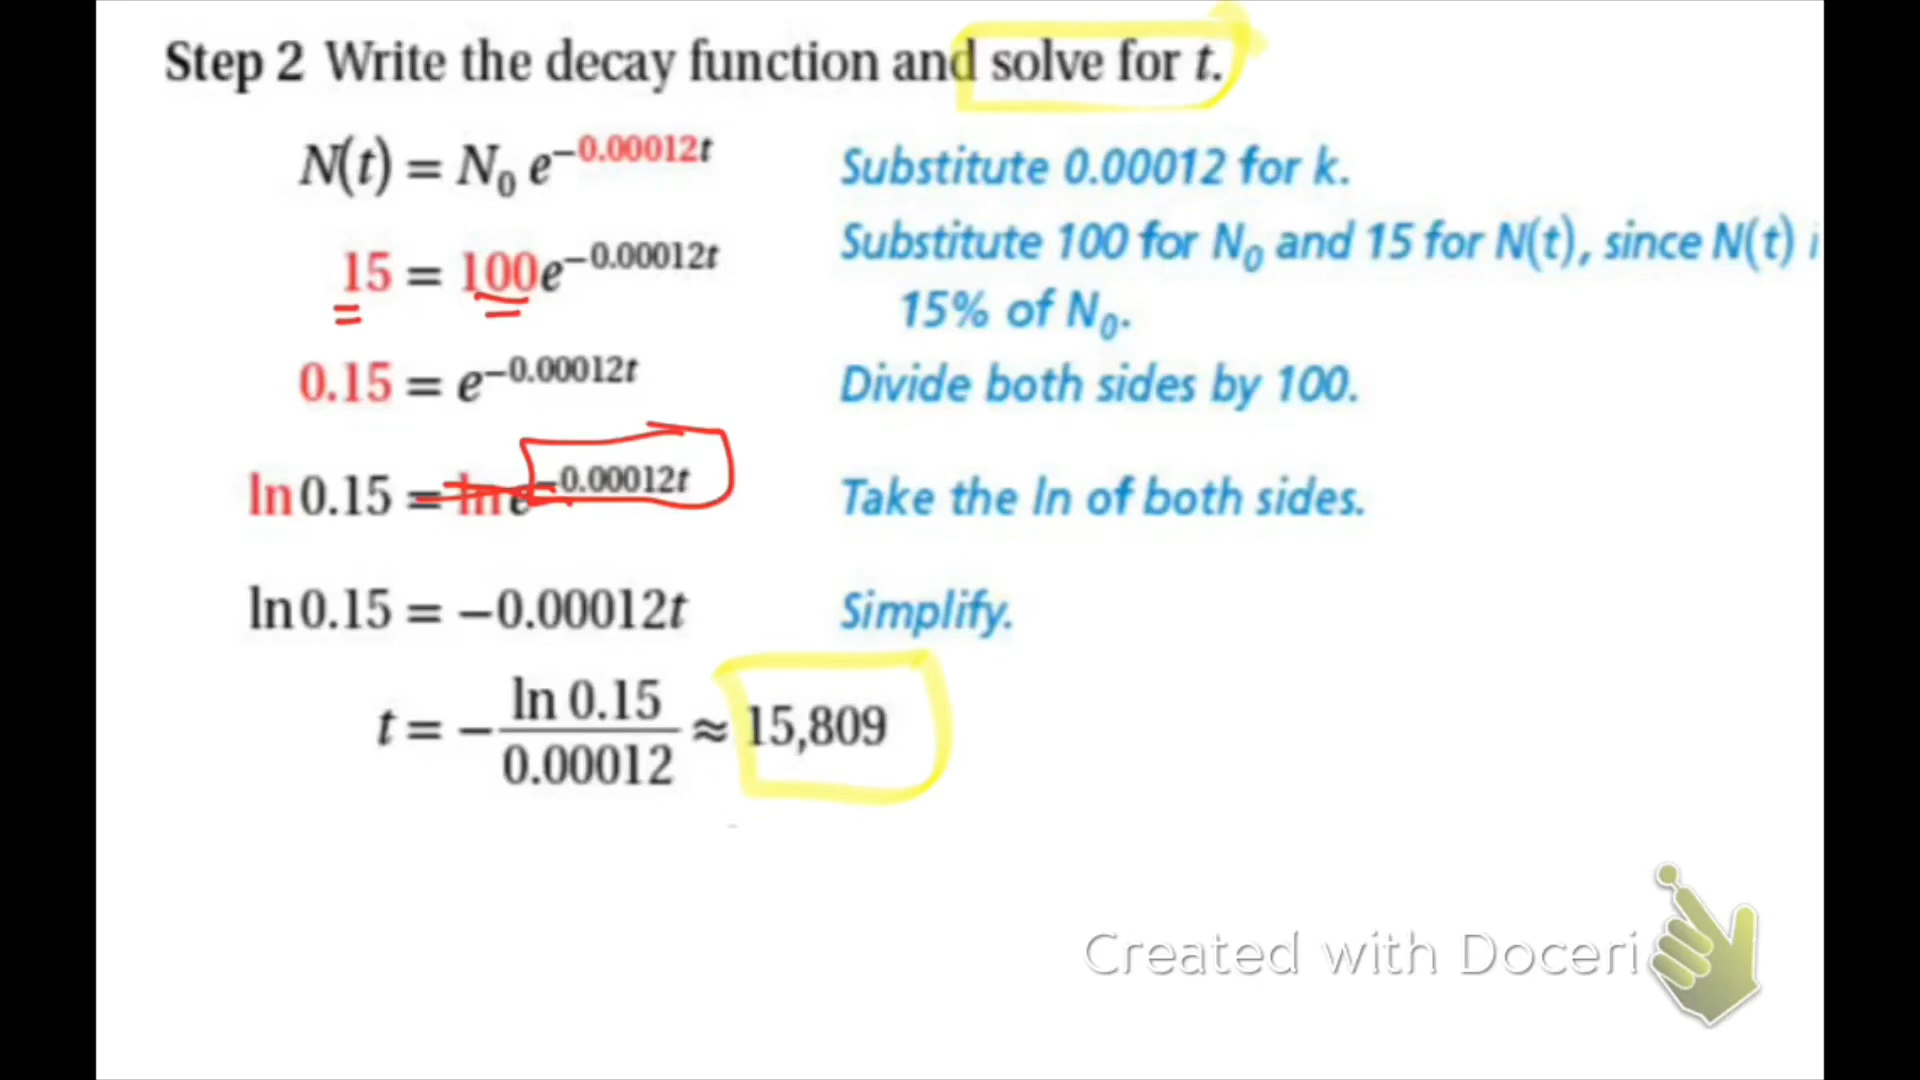 Step 2 Write the decay function and solve for t.
N(t) = N₀ e^−0.00012t Substitute 0.00012 for k.
15 = 100e^−0.00012t Substitute 100 for N₀ and 15 for N(t), since N(t) i
15% of N₀.
0.15 = e^−0.00012t Divide both sides by 100.
ln 0.15 = ln e^−0.00012t Take the ln of both sides.
ln 0.15 = −0.00012t Simplify.
t = − ln 0.15 / 0.00012 ≈ 15,809
Created with Doceri